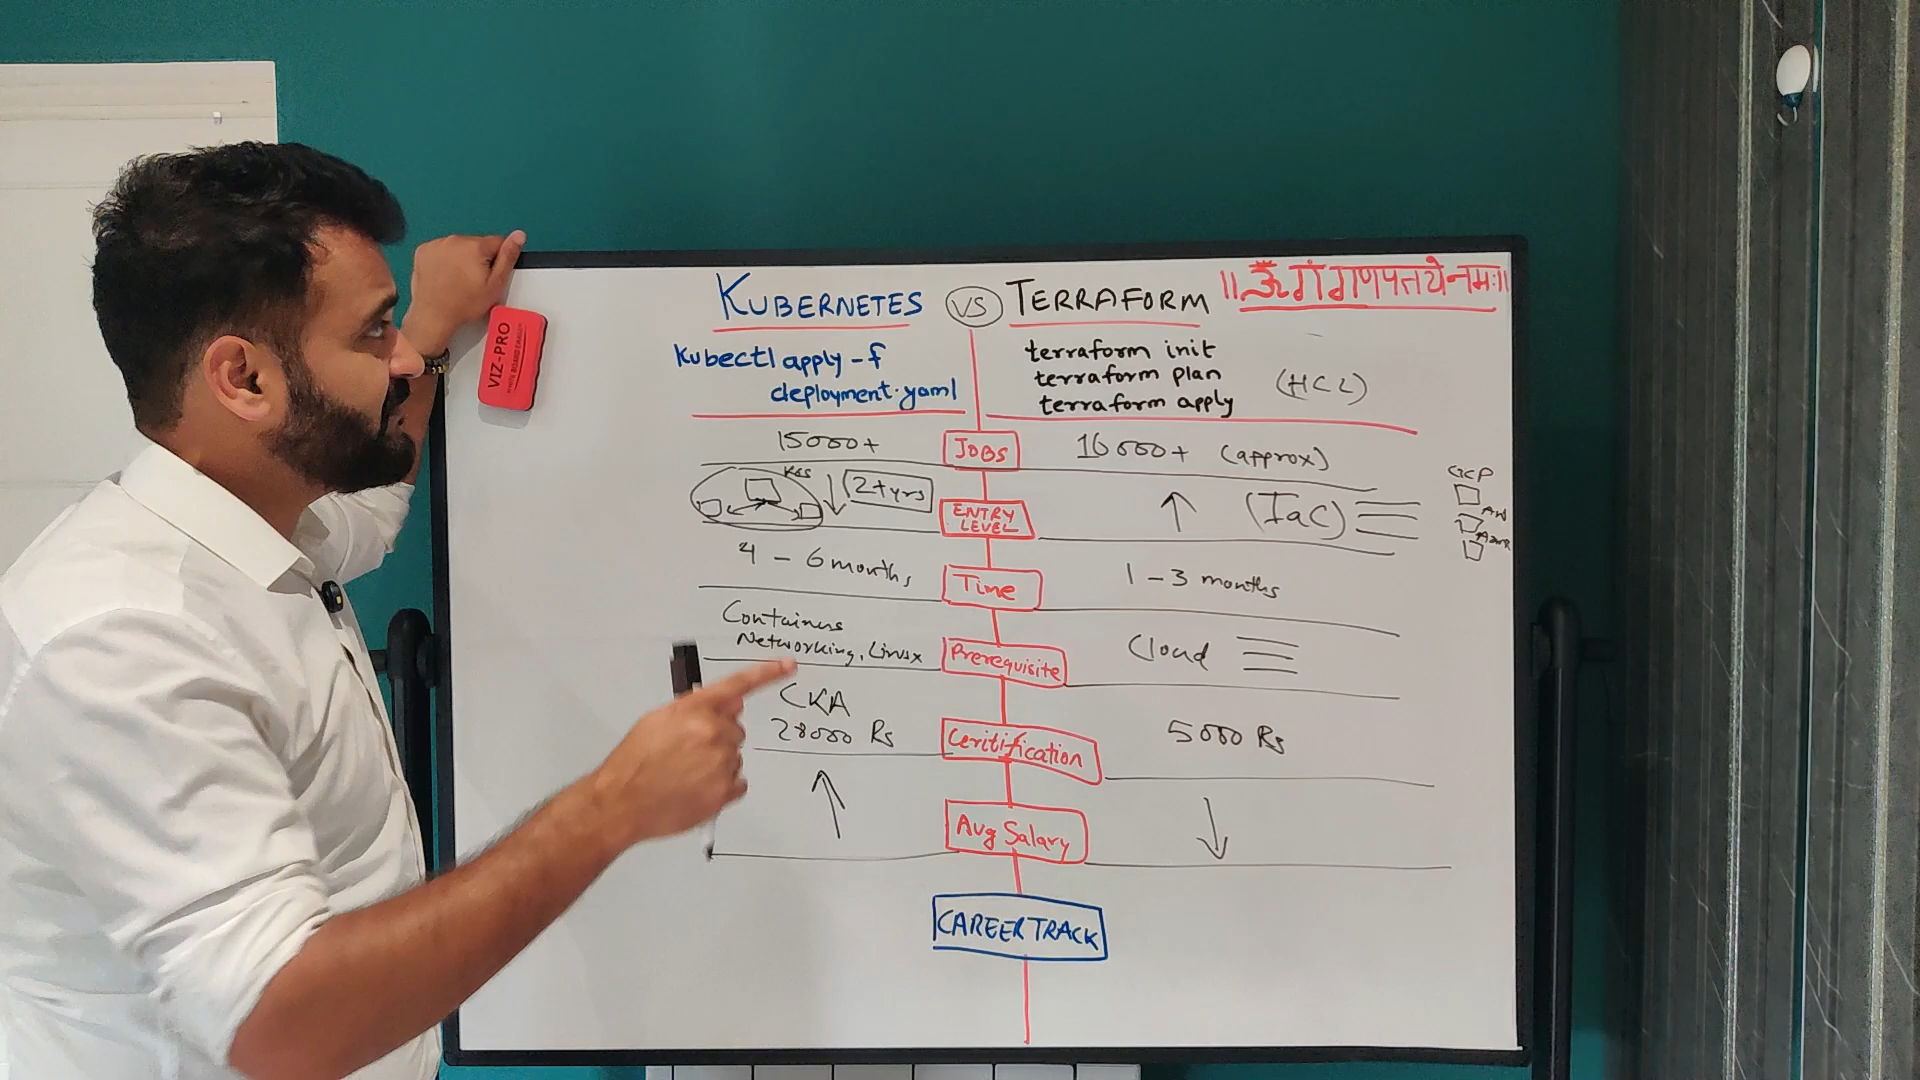 KUBERNETES VS TERRAFORM
॥ ॐ गं गणपतये नमः॥
Kubectl apply -f
deployment.yaml
terraform init
terraform plan
terraform apply
(HCL)
15000+
JOBS
16000+ (approx)
K8S
2+yrs
ENTRY
LEVEL
(IaC)
GCP
AW
4 - 6 months
Time
1 - 3 months
Containers
Networking, Linux
Prerequisite
Cloud
CKA
28000 Rs
Ceritification
5000 Rs
Avg Salary
CAREER TRACK
VIZ-PRO